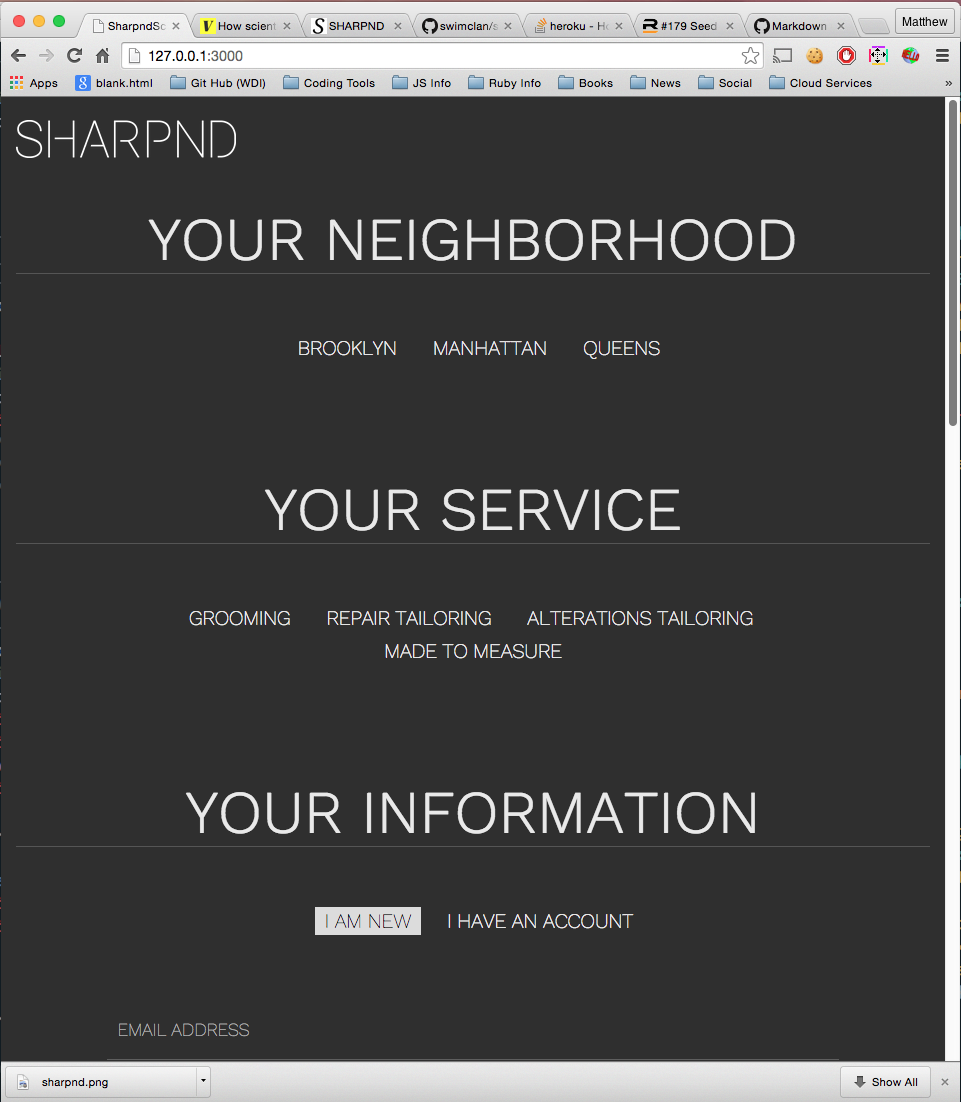 SharpndSc How scient SHARPND swimclan/s heroku - He #179 Seed Markdown Matthew
127.0.0.1:3000
Apps blank.html Git Hub (WDI) Coding Tools JS Info Ruby Info Books News Social Cloud Services »
SHARPND
YOUR NEIGHBORHOOD
BROOKLYN MANHATTAN QUEENS
YOUR SERVICE
GROOMING REPAIR TAILORING ALTERATIONS TAILORING
MADE TO MEASURE
YOUR INFORMATION
I AM NEW I HAVE AN ACCOUNT
EMAIL ADDRESS
sharpnd.png Show All